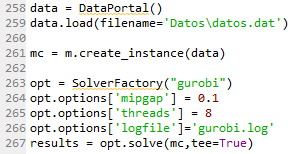 258 data = DataPortal()
259 data.load(filename='Datos\datos.dat')
260
261 mc = m.create_instance(data)
262
263 opt = SolverFactory("gurobi")
264 opt.options['mipgap'] = 0.1
265 opt.options['threads'] = 8
266 opt.options['logfile']='gurobi.log'
267 results = opt.solve(mc,tee=True)